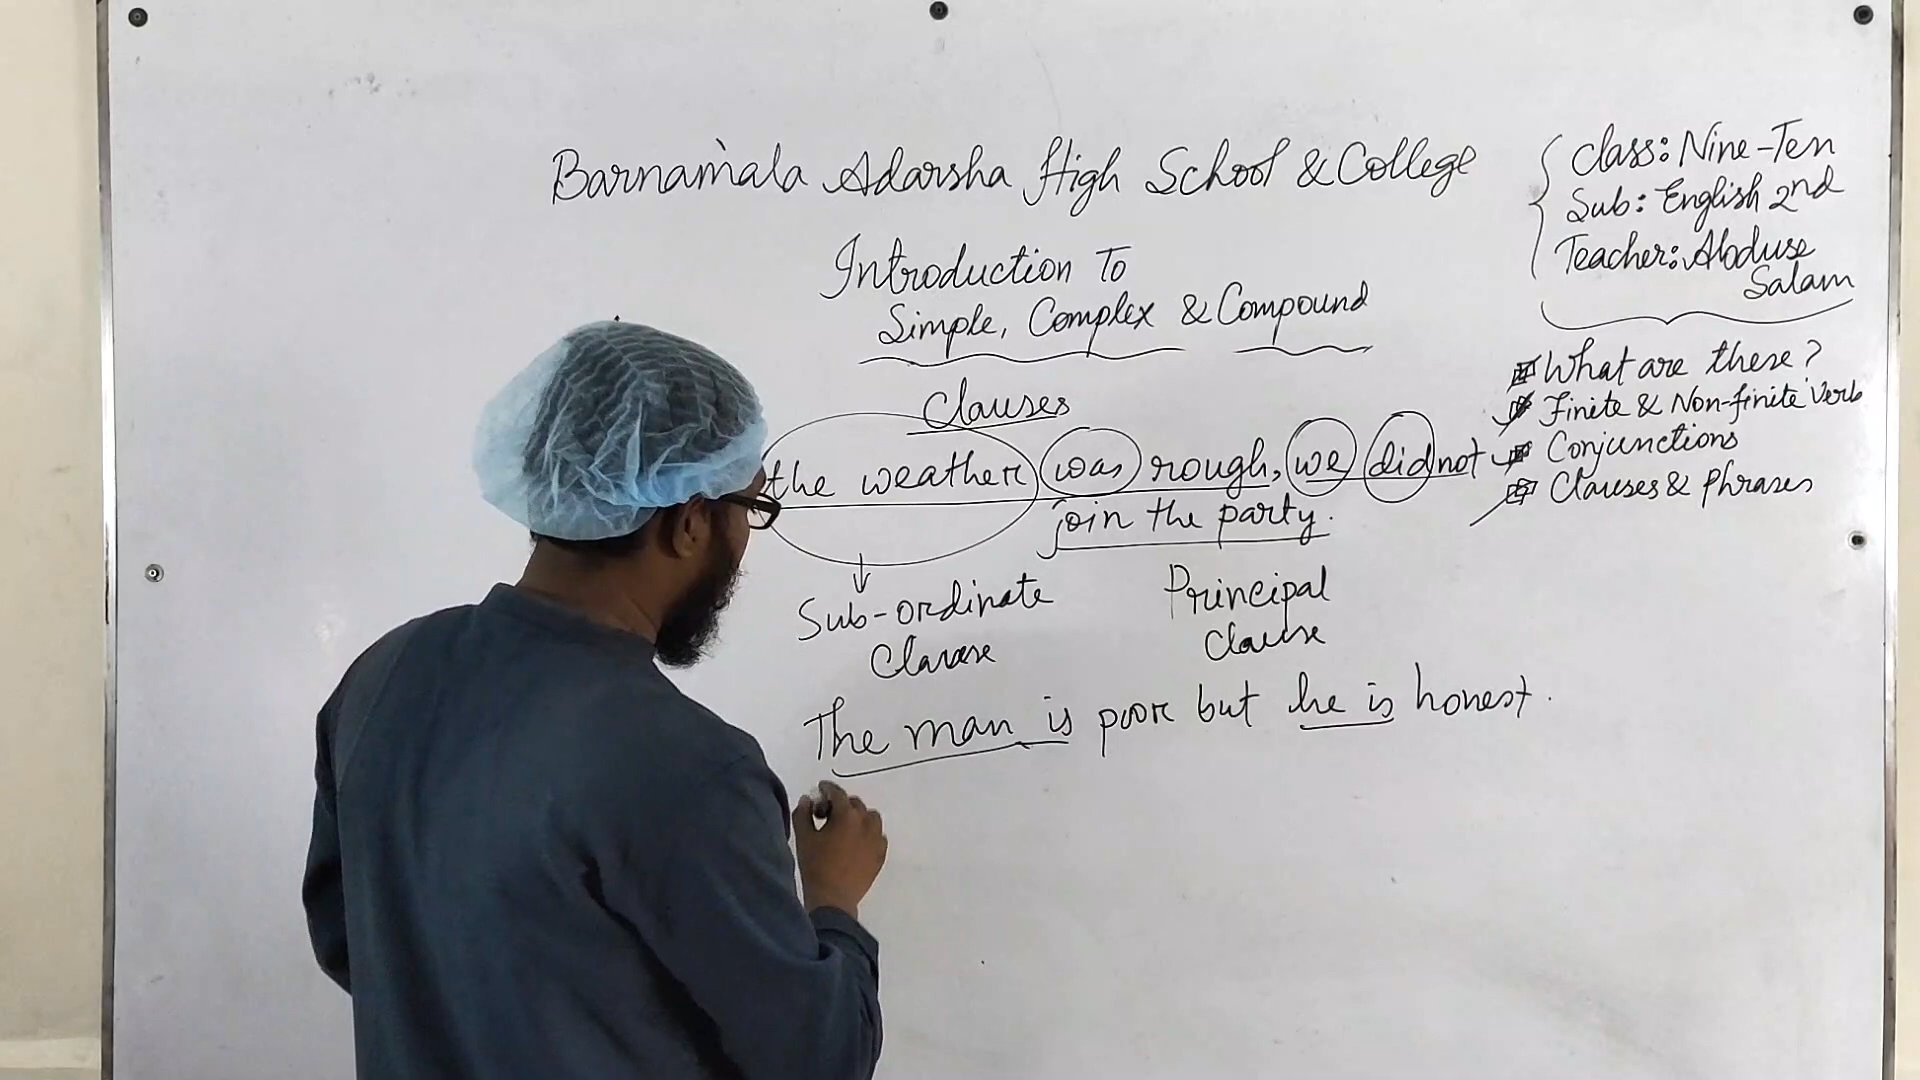 Barnamala Adarsha High School & College
Introduction To
Simple, Complex & Compound
Clauses
the weather was rough, we did not
join the party.
Sub-ordinate
Clause
Principal
Clause
The man is poor but he is honest.
Class: Nine-Ten
Sub: English 2nd
Teacher: Abduse
Salam
What are these?
Finite & Non-finite Verb
Conjunctions
Clauses & Phrases